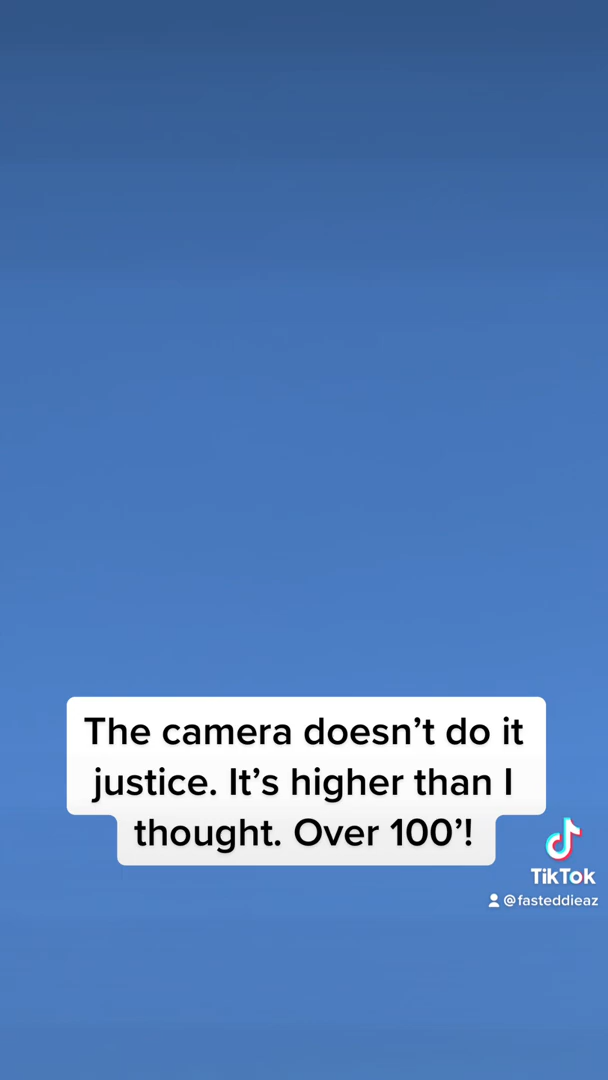 The camera doesn’t do it
justice. It’s higher than I
thought. Over 100’!
TikTok
@fasteddieaz